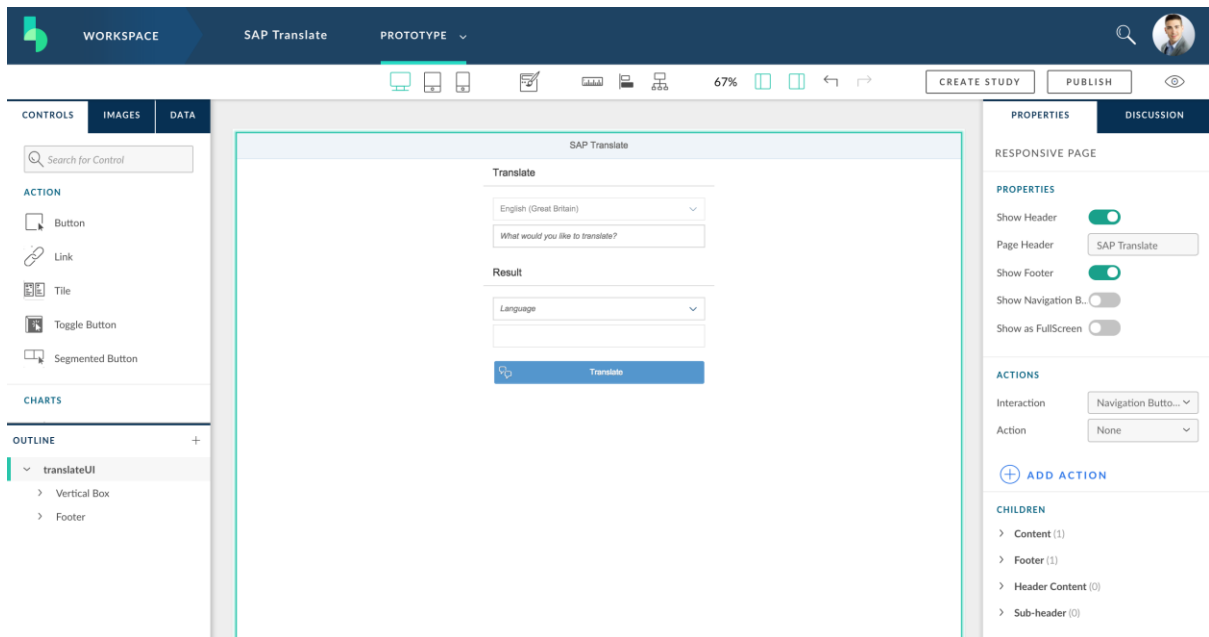 WORKSPACE
SAP Translate
PROTOTYPE
67%
CREATE STUDY
PUBLISH
CONTROLS
IMAGES
DATA
Search for Control
ACTION
Button
Link
Tile
Toggle Button
Segmented Button
CHARTS
OUTLINE
translateUI
Vertical Box
Footer
SAP Translate
Translate
English (Great Britain)
What would you like to translate?
Result
Language
Translate
PROPERTIES
DISCUSSION
RESPONSIVE PAGE
PROPERTIES
Show Header
Page Header
SAP Translate
Show Footer
Show Navigation B..
Show as FullScreen
ACTIONS
Interaction
Navigation Butto...
Action
None
ADD ACTION
CHILDREN
Content (1)
Footer (1)
Header Content (0)
Sub-header (0)